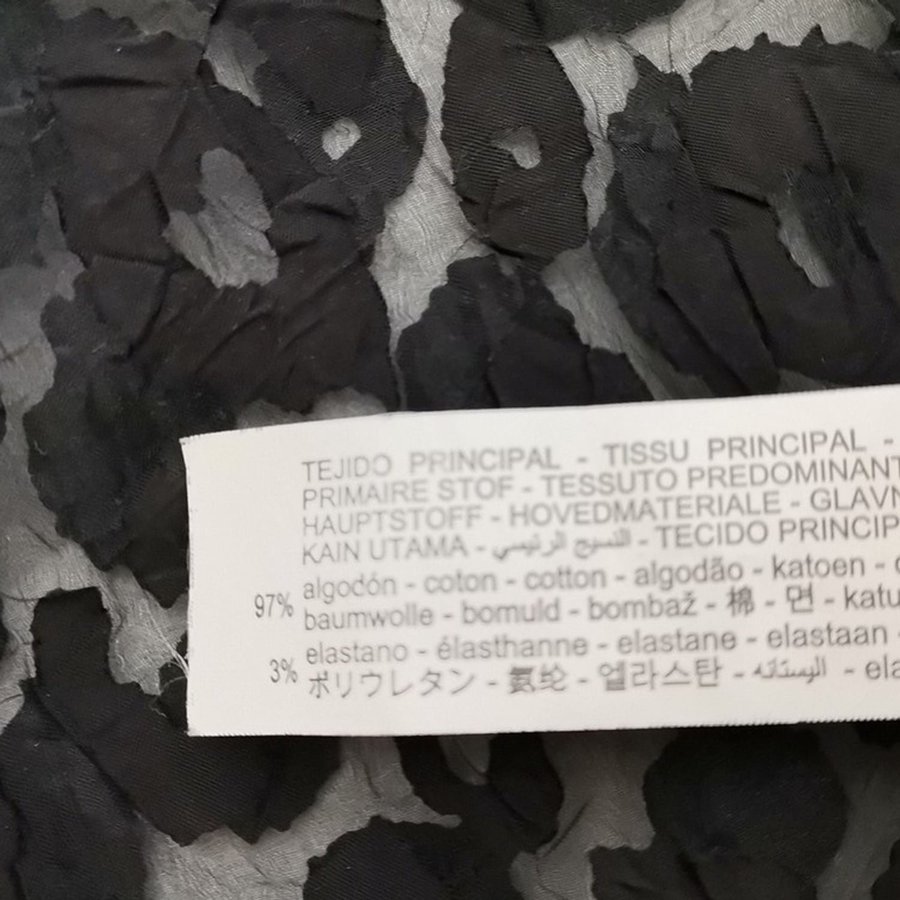 TEJIDO PRINCIPAL - TISSU PRINCIPAL -
PRIMAIRE STOF - TESSUTO PREDOMINANT
HAUPTSTOFF - HOVEDMATERIALE - GLAVN
KAIN UTAMA - النسيج الرئيسي - TECIDO PRINCIP
97% algodón - coton - cotton - algodão - katoen -
baumwolle - bomuld - bombaž - 棉 - 면 - katu
3% elastano - élasthanne - elastane - elastaan -
ポリウレタン - 氨纶 - 엘라스탄 - - ela